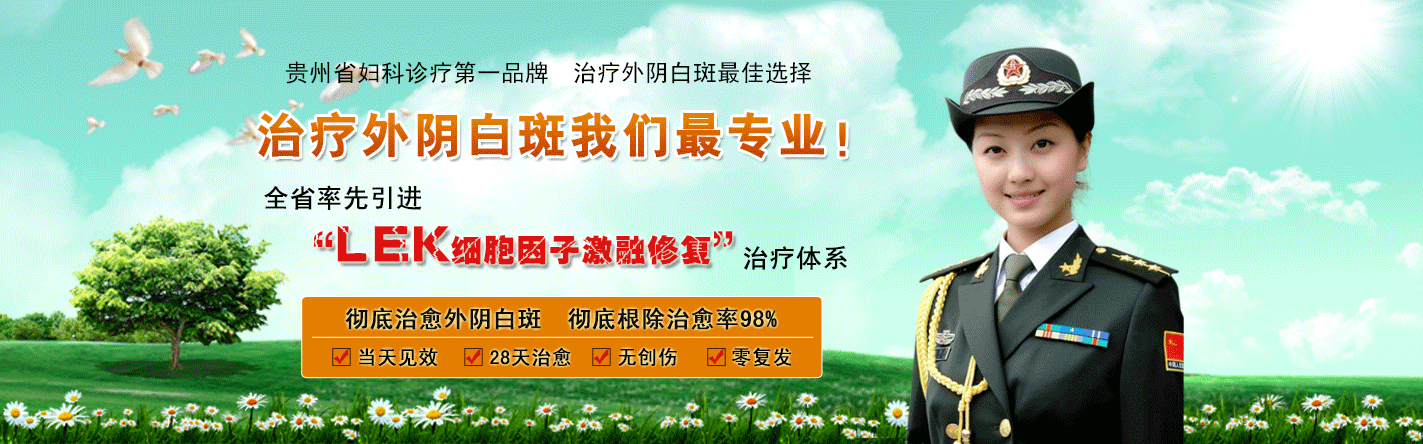 贵州省妇科诊疗第一品牌 治疗外阴白斑最佳选择
治疗外阴白斑我们最专业！
全省率先引进
“LEK细胞因子激融修复”治疗体系
彻底治愈外阴白斑 彻底根除治愈率98%
当天见效 28天治愈 无创伤 零复发